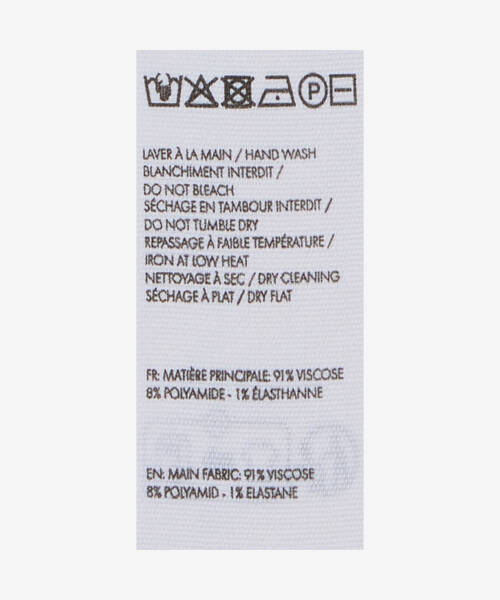 P
LAVER À LA MAIN / HAND WASH
BLANCHIMENT INTERDIT /
DO NOT BLEACH
SÉCHAGE EN TAMBOUR INTERDIT /
DO NOT TUMBLE DRY
REPASSAGE À FAIBLE TEMPÉRATURE /
IRON AT LOW HEAT
NETTOYAGE À SEC / DRY CLEANING
SÉCHAGE À PLAT / DRY FLAT
FR: MATIÈRE PRINCIPALE: 91% VISCOSE
8% POLYAMIDE - 1% ÉLASTHANNE
EN: MAIN FABRIC: 91% VISCOSE
8% POLYAMID - 1% ELASTANE